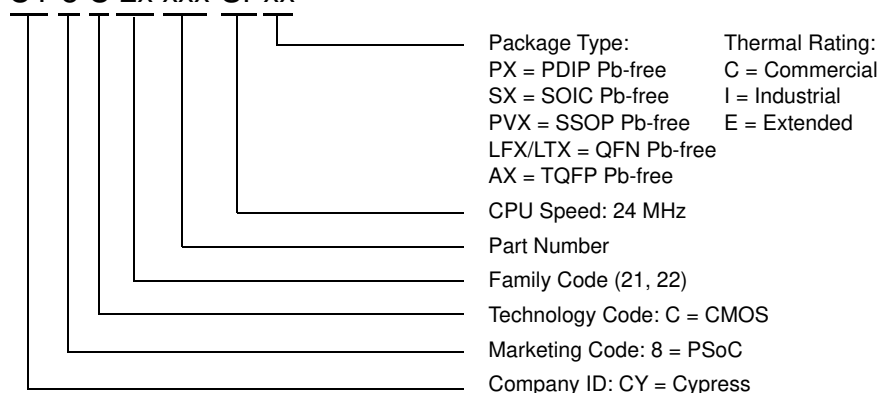 Package Type: Thermal Rating:
PX = PDIP Pb-free C = Commercial
SX = SOIC Pb-free I = Industrial
PVX = SSOP Pb-free E = Extended
LFX/LTX = QFN Pb-free
AX = TQFP Pb-free
CPU Speed: 24 MHz
Part Number
Family Code (21, 22)
Technology Code: C = CMOS
Marketing Code: 8 = PSoC
Company ID: CY = Cypress